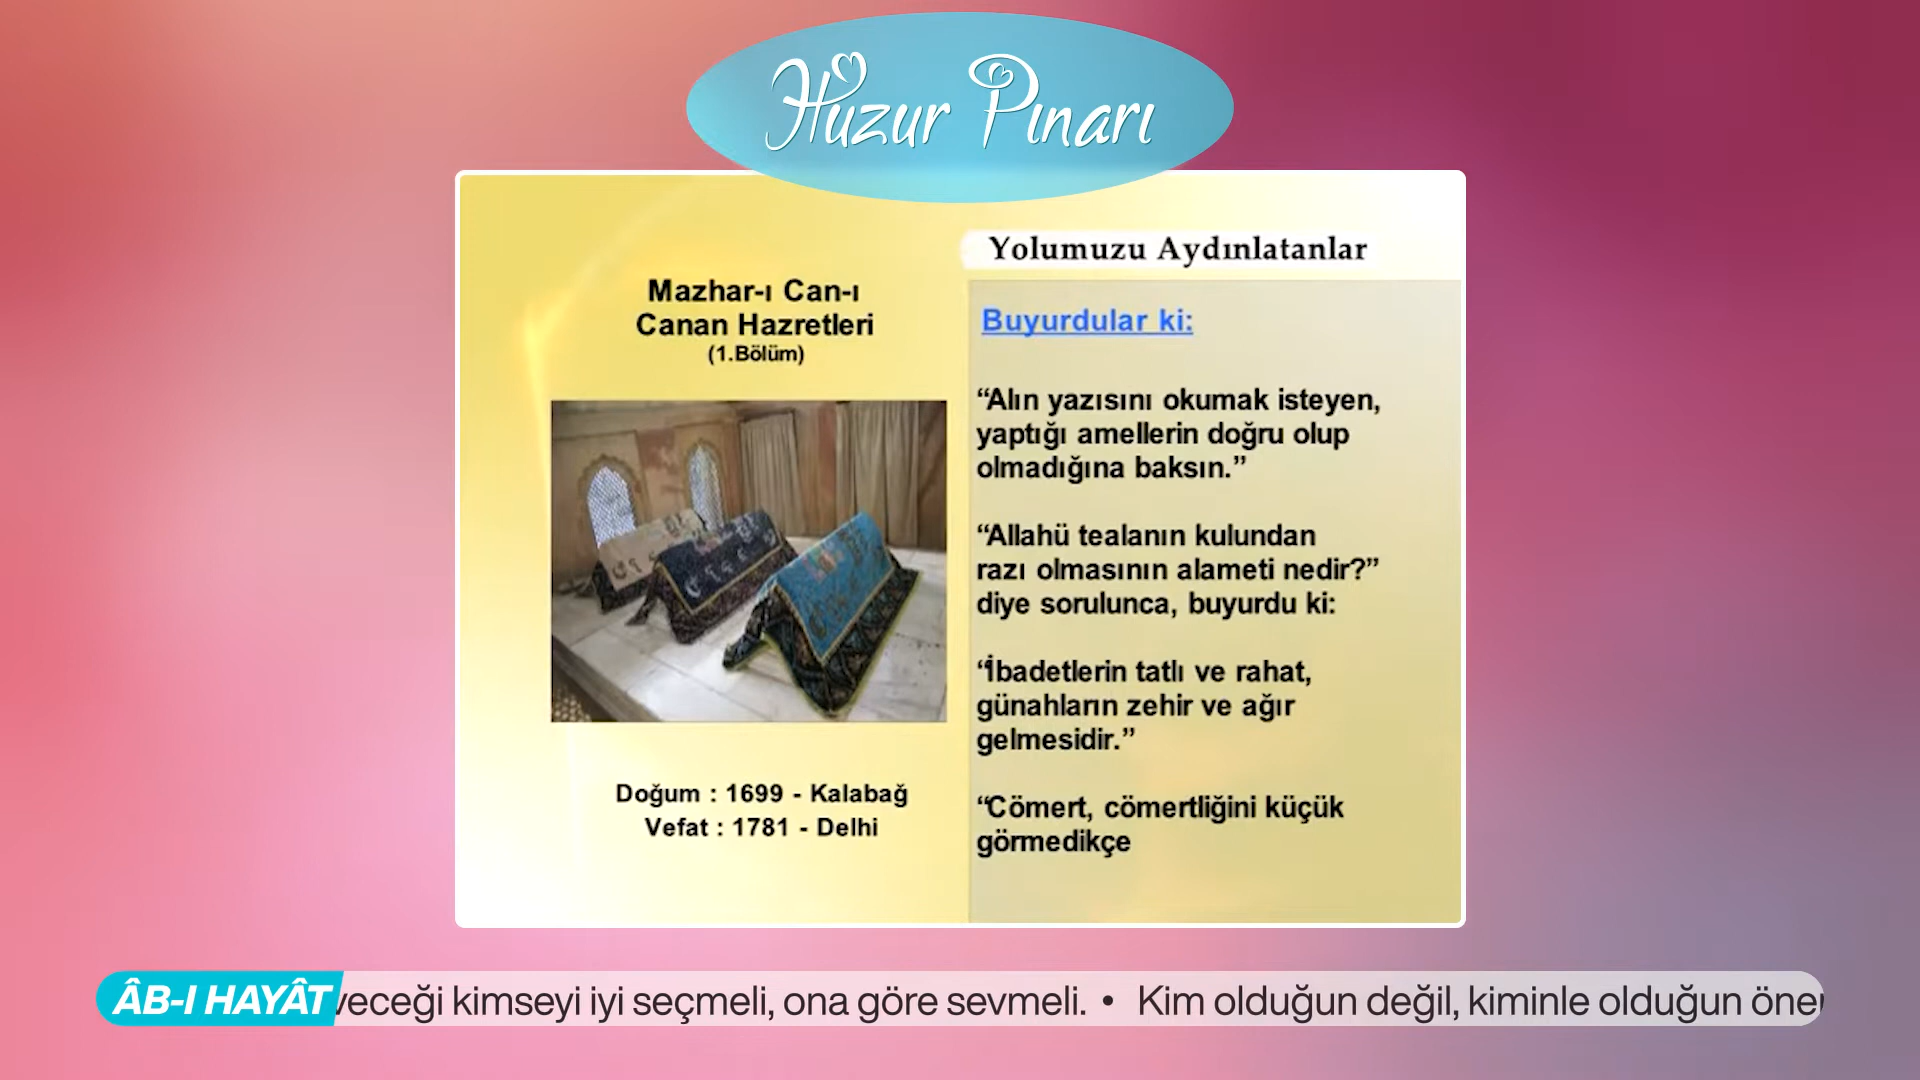 Huzur Pınarı
Yolumuzu Aydınlatanlar
Mazhar-ı Can-ı
Canan Hazretleri
(1.Bölüm)
Doğum : 1699 - Kalabağ
Vefat : 1781 - Delhi
Buyurdular ki:
“Alın yazısını okumak isteyen,
yaptığı amellerin doğru olup
olmadığına baksın.”
“Allahü tealanın kulundan
razı olmasının alameti nedir?”
diye sorulunca, buyurdu ki:
“İbadetlerin tatlı ve rahat,
günahların zehir ve ağır
gelmesidir.”
“Cömert, cömertliğini küçük
görmedikçe
ÂB-I HAYÂT
kimseyi iyi seçmeli, ona göre sevmeli. • Kim olduğun değil, kiminle olduğun